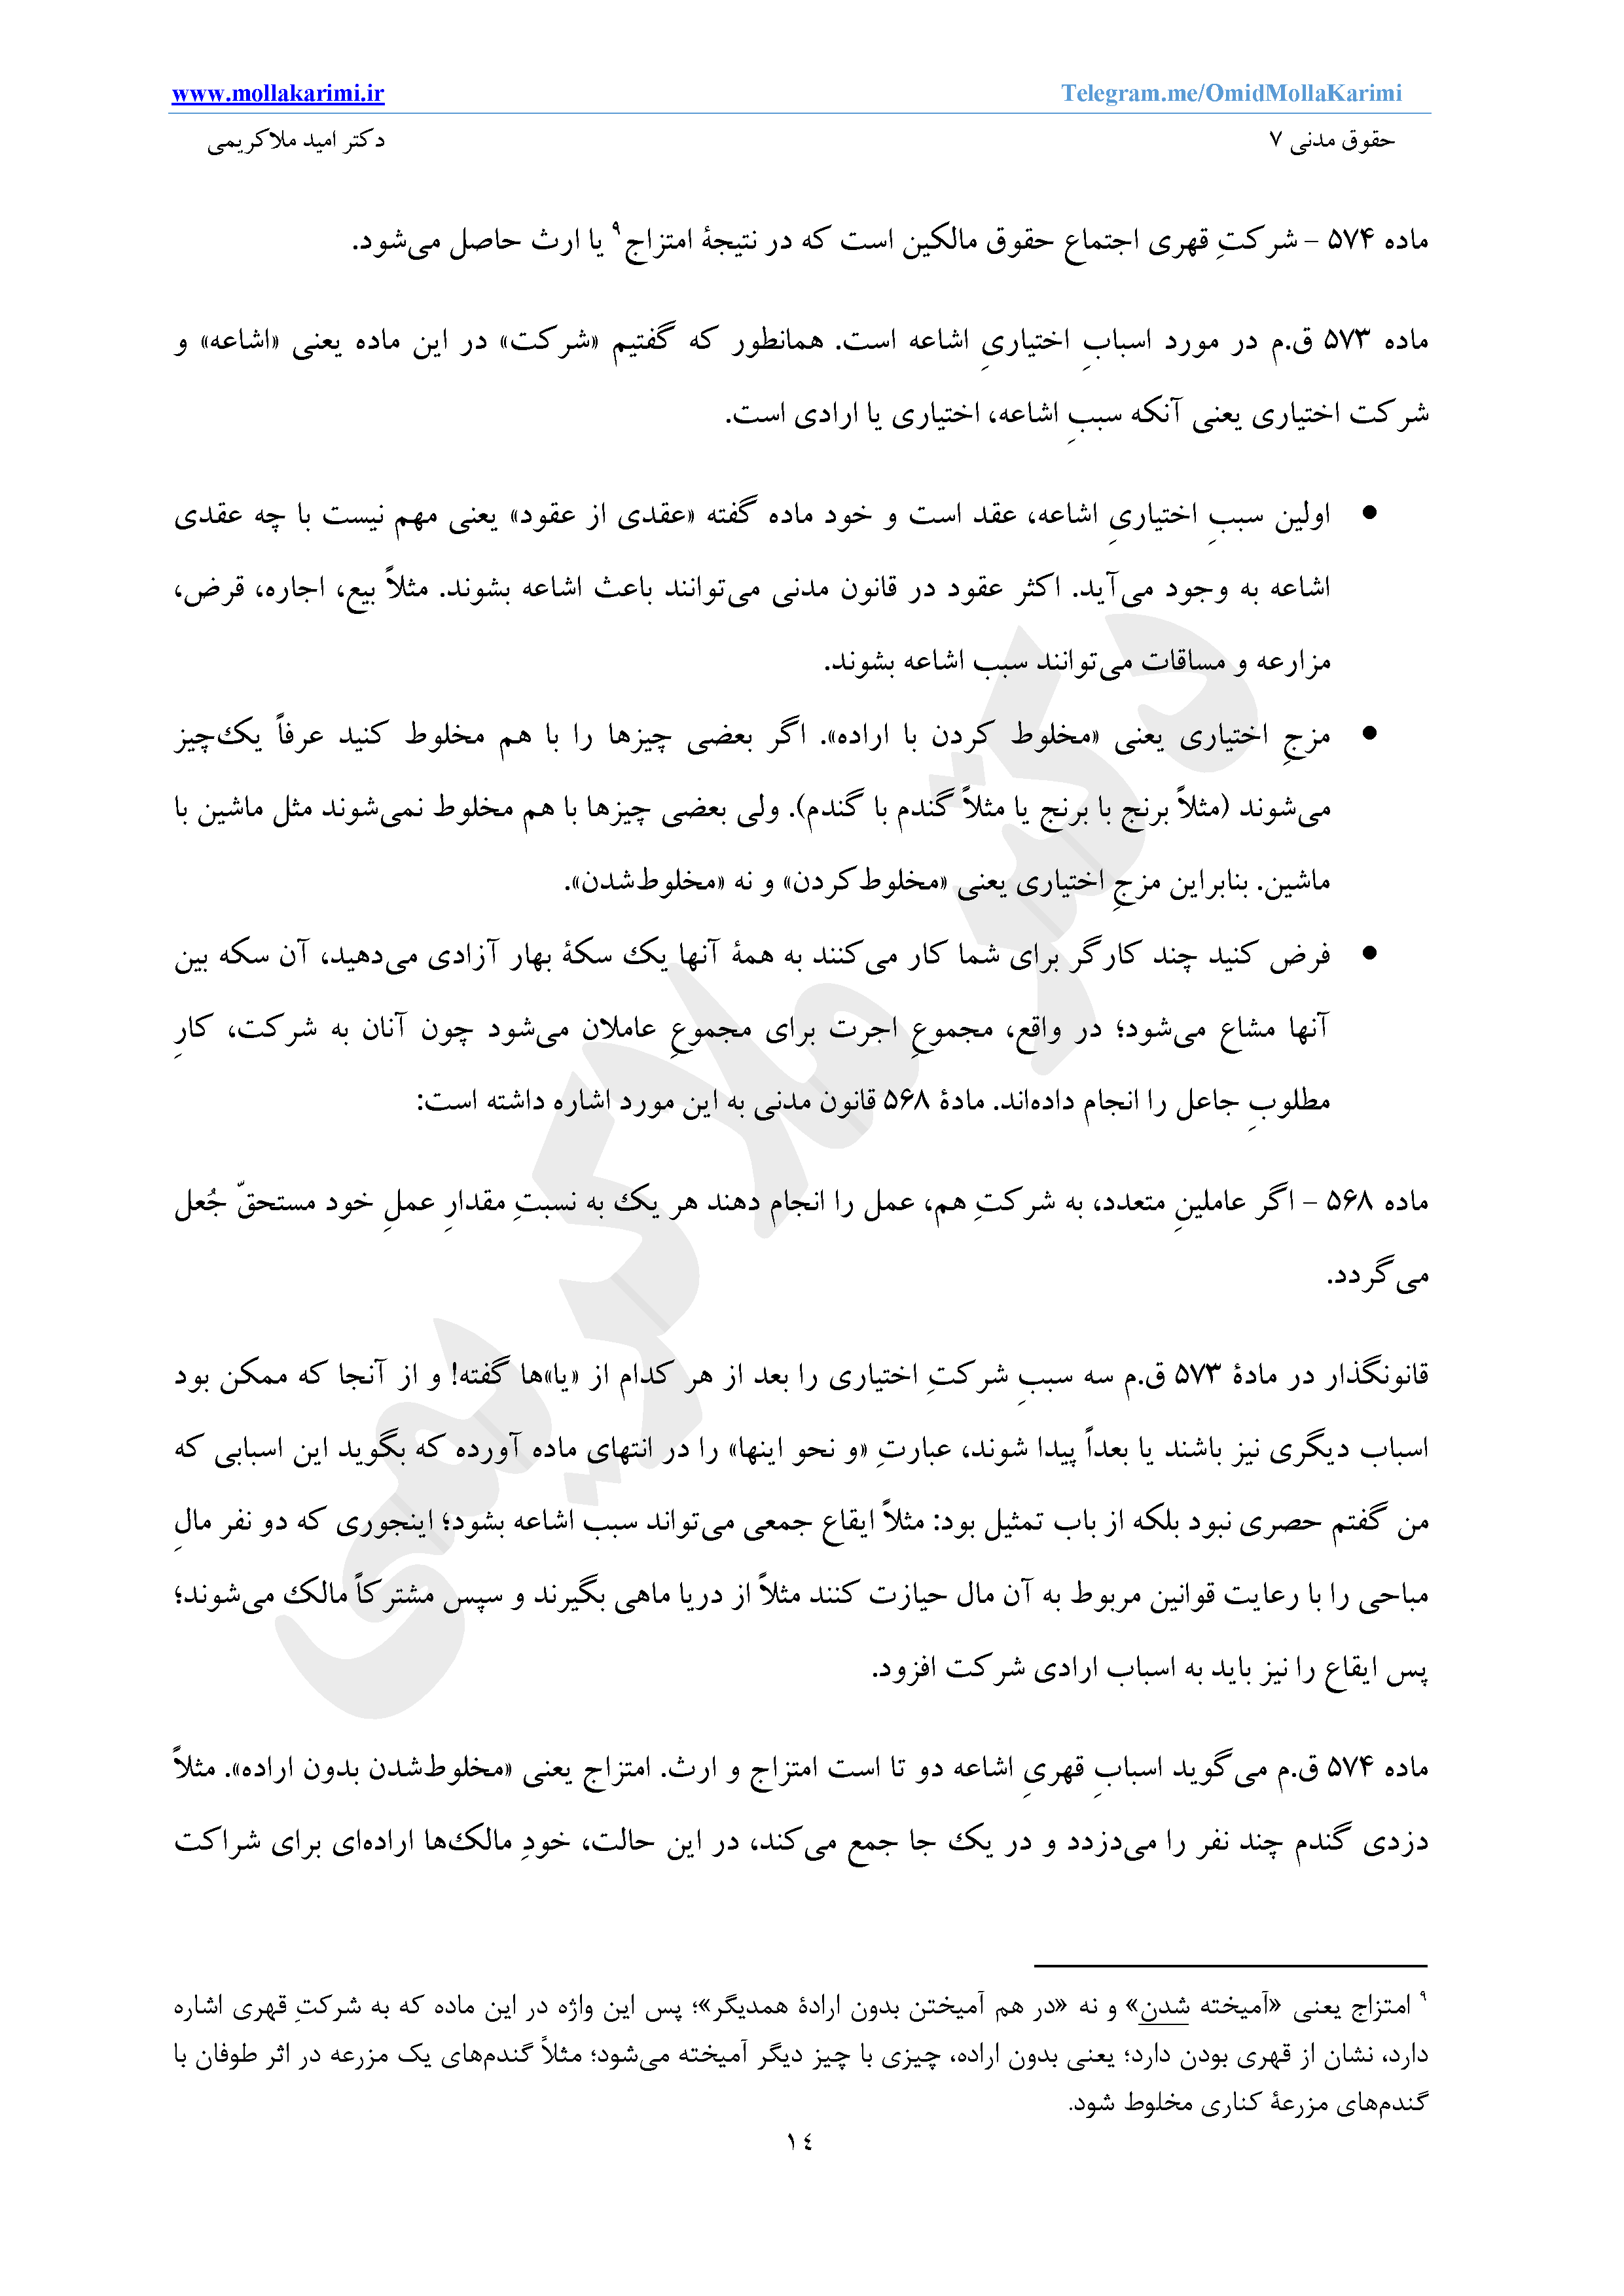 www.mollakarimi.ir Telegram.me/OmidMollaKarimi
حقوق مدنی ۷ دکتر امید ملاکریمی
ماده ۵۷۴ – شرکتِ قهری اجتماع حقوق مالکین است که در نتیجۀ امتزاج۹ یا ارث حاصل می‌شود.
ماده ۵۷۳ ق.م در مورد اسبابِ اختیاریِ اشاعه است. همانطور که گفتیم «شرکت» در این ماده یعنی «اشاعه» و
شرکت اختیاری یعنی آنکه سببِ اشاعه، اختیاری یا ارادی است.
• اولین سببِ اختیاریِ اشاعه، عقد است و خود ماده گفته «عقدی از عقود» یعنی مهم نیست با چه عقدی
اشاعه به وجود می‌آید. اکثر عقود در قانون مدنی می‌توانند باعث اشاعه بشوند. مثلاً بیع، اجاره، قرض،
مزارعه و مساقات می‌توانند سبب اشاعه بشوند.
• مزجِ اختیاری یعنی «مخلوط کردن با اراده». اگر بعضی چیزها را با هم مخلوط کنید عرفاً یک‌چیز
می‌شوند (مثلاً برنج با برنج یا مثلاً گندم با گندم). ولی بعضی چیزها با هم مخلوط نمی‌شوند مثل ماشین با
ماشین. بنابراین مزجِ اختیاری یعنی «مخلوط‌کردن» و نه «مخلوط‌شدن».
• فرض کنید چند کارگر برای شما کار می‌کنند به همۀ آنها یک سکۀ بهار آزادی می‌دهید، آن سکه بین
آنها مشاع می‌شود؛ در واقع، مجموعِ اجرت برای مجموعِ عاملان می‌شود چون آنان به شرکت، کارِ
مطلوبِ جاعل را انجام داده‌اند. مادۀ ۵۶۸ قانون مدنی به این مورد اشاره داشته است:
ماده ۵۶۸ – اگر عاملینِ متعدد، به شرکتِ هم، عمل را انجام دهند هر یک به نسبتِ مقدارِ عملِ خود مستحقّ جُعل
می‌گردد.
قانونگذار در مادۀ ۵۷۳ ق.م سه سببِ شرکتِ اختیاری را بعد از هر کدام از «یا»ها گفته! و از آنجا که ممکن بود
اسباب دیگری نیز باشند یا بعداً پیدا شوند، عبارتِ «و نحو اینها» را در انتهای ماده آورده که بگوید این اسبابی که
من گفتم حصری نبود بلکه از باب تمثیل بود: مثلاً ایقاع جمعی می‌تواند سبب اشاعه بشود؛ اینجوری که دو نفر مالِ
مباحی را با رعایت قوانین مربوط به آن مال حیازت کنند مثلاً از دریا ماهی بگیرند و سپس مشترکاً مالک می‌شوند؛
پس ایقاع را نیز باید به اسباب ارادی شرکت افزود.
ماده ۵۷۴ ق.م می‌گوید اسبابِ قهریِ اشاعه دو تا است امتزاج و ارث. امتزاج یعنی «مخلوط‌شدن بدون اراده». مثلاً
دزدی گندم چند نفر را می‌دزدد و در یک جا جمع می‌کند، در این حالت، خودِ مالک‌ها اراده‌ای برای شراکت
۹ امتزاج یعنی «آمیخته شدن» و نه «در هم آمیختن بدون ارادۀ همدیگر»؛ پس این واژه در این ماده که به شرکتِ قهری اشاره
دارد، نشان از قهری بودن دارد؛ یعنی بدون اراده، چیزی با چیز دیگر آمیخته می‌شود؛ مثلاً گندم‌های یک مزرعه در اثر طوفان با
گندم‌های مزرعۀ کناری مخلوط شود.
١٤
دکتر ملاکریمی